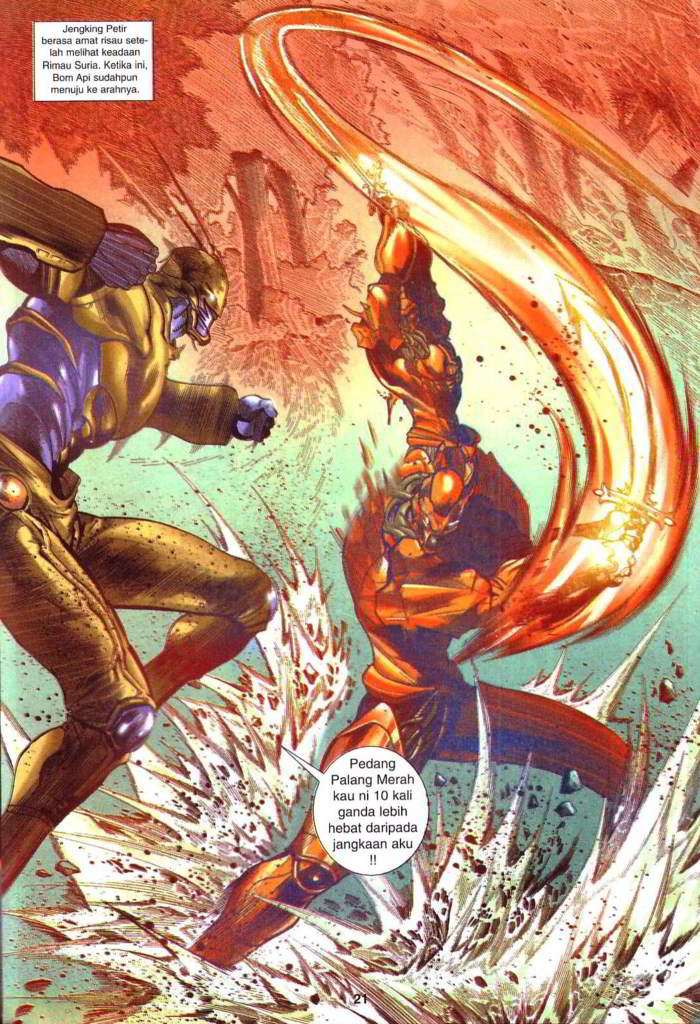 Jengking Petir
berasa amat risau sete-
lah melihat keadaan
Rimau Suria. Ketika ini,
Bom Api sudahpun
menuju ke arahnya.
Pedang
Palang Merah
kau ni 10 kali
ganda lebih
hebat daripada
jangkaan aku
!!
21